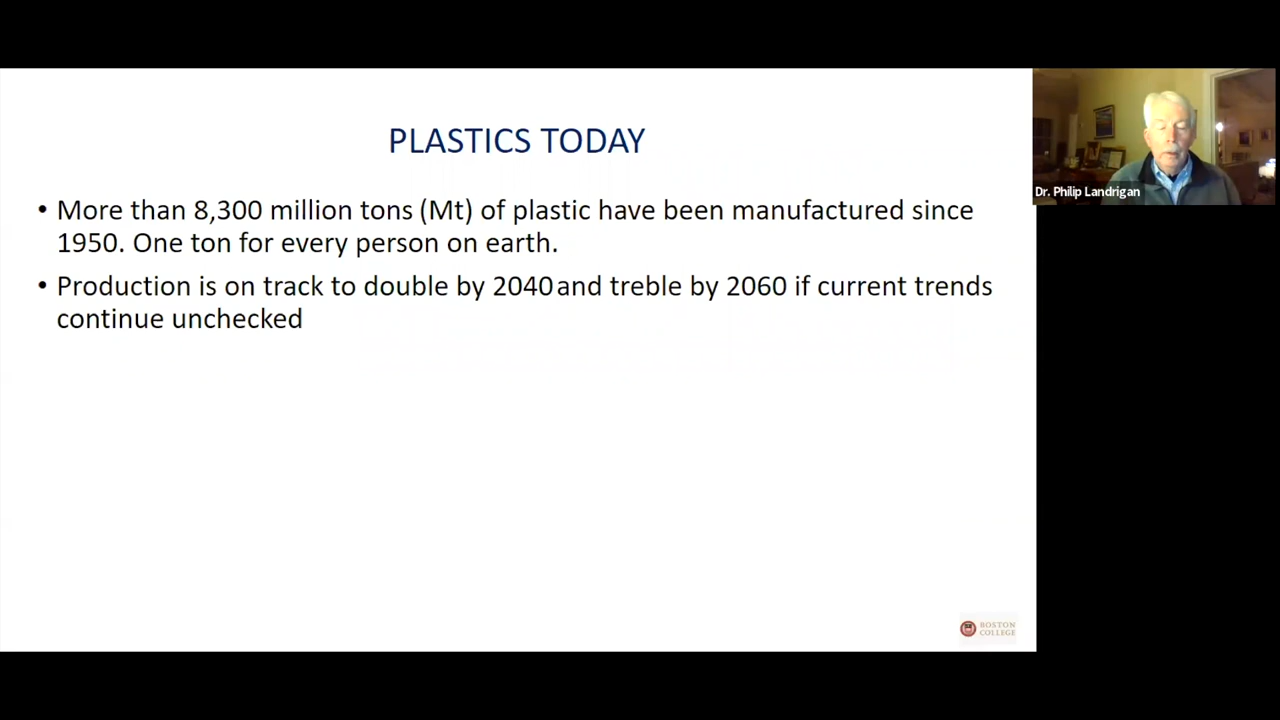 PLASTICS TODAY
• More than 8,300 million tons (Mt) of plastic have been manufactured since
1950. One ton for every person on earth.
• Production is on track to double by 2040 and treble by 2060 if current trends
continue unchecked
Dr. Philip Landrigan
BOSTON
COLLEGE